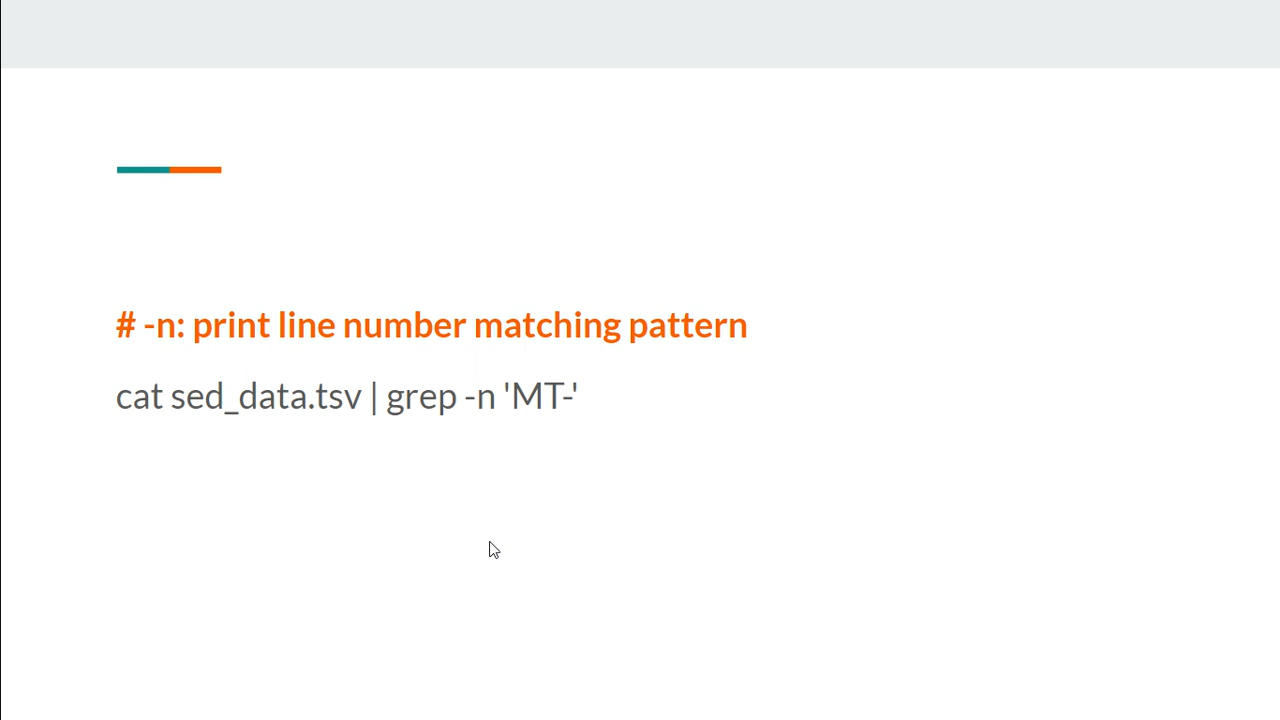 # -n: print line number matching pattern
cat sed_data.tsv | grep -n 'MT-'